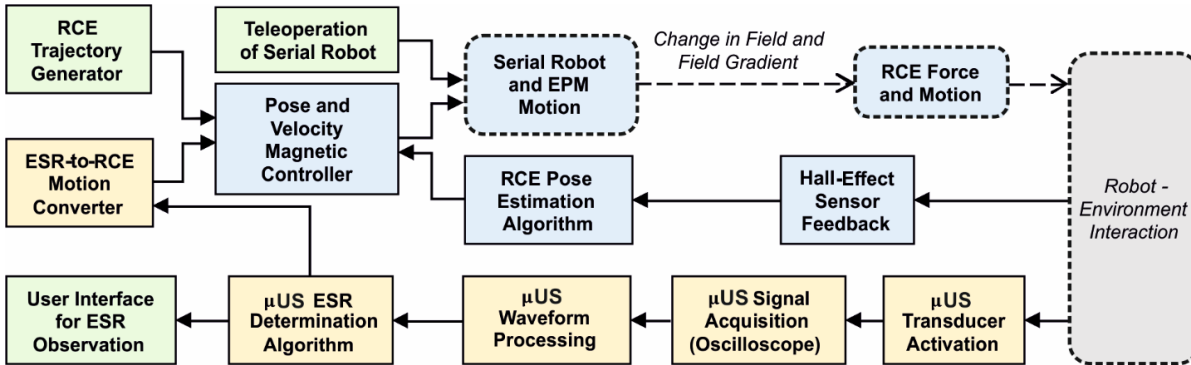 RCE
Trajectory
Generator
Teleoperation
of Serial Robot
Serial Robot
and EPM
Motion
Change in Field and
Field Gradient
RCE Force
and Motion
Pose and
Velocity
Magnetic
Controller
ESR-to-RCE
Motion
Converter
RCE Pose
Estimation
Algorithm
Hall-Effect
Sensor
Feedback
Robot -
Environment
Interaction
User Interface
for ESR
Observation
μUS ESR
Determination
Algorithm
μUS
Waveform
Processing
μUS Signal
Acquisition
(Oscilloscope)
μUS
Transducer
Activation